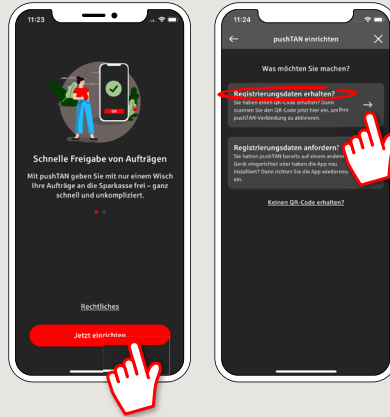 11:23
OK
Schnelle Freigabe von Aufträgen
Mit pushTAN geben Sie mit nur einem Wisch
Ihre Aufträge an die Sparkasse frei – ganz
schnell und unkompliziert.
Rechtliches
Jetzt einrichten
11:24
pushTAN einrichten
Was möchten Sie machen?
Registrierungsdaten erhalten?
Sie haben einen QR-Code erhalten? Dann
scannen Sie den QR-Code jetzt hier ein, um Ihre
pushTAN-Verbindung zu aktivieren.
Registrierungsdaten anfordern?
Sie hatten pushTAN bereits auf einem anderen
Gerät eingerichtet oder haben die App neu
installiert? Dann richten Sie die App wieder neu
ein.
Keinen QR-Code erhalten?